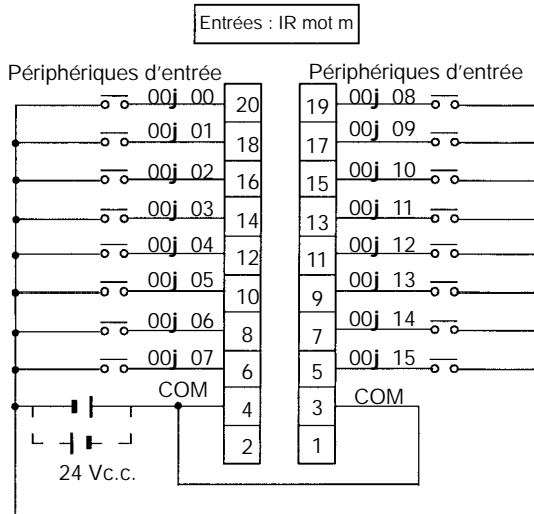 Entrées : IR mot m
Périphériques d'entrée Périphériques d'entrée
00j 00 20 19 00j 08
00j 01 18 17 00j 09
00j 02 16 15 00j 10
00j 03 14 13 00j 11
00j 04 12 11 00j 12
00j 05 10 9 00j 13
00j 06 8 7 00j 14
00j 07 6 5 00j 15
COM 4 3 COM
2 1
24 Vc.c.